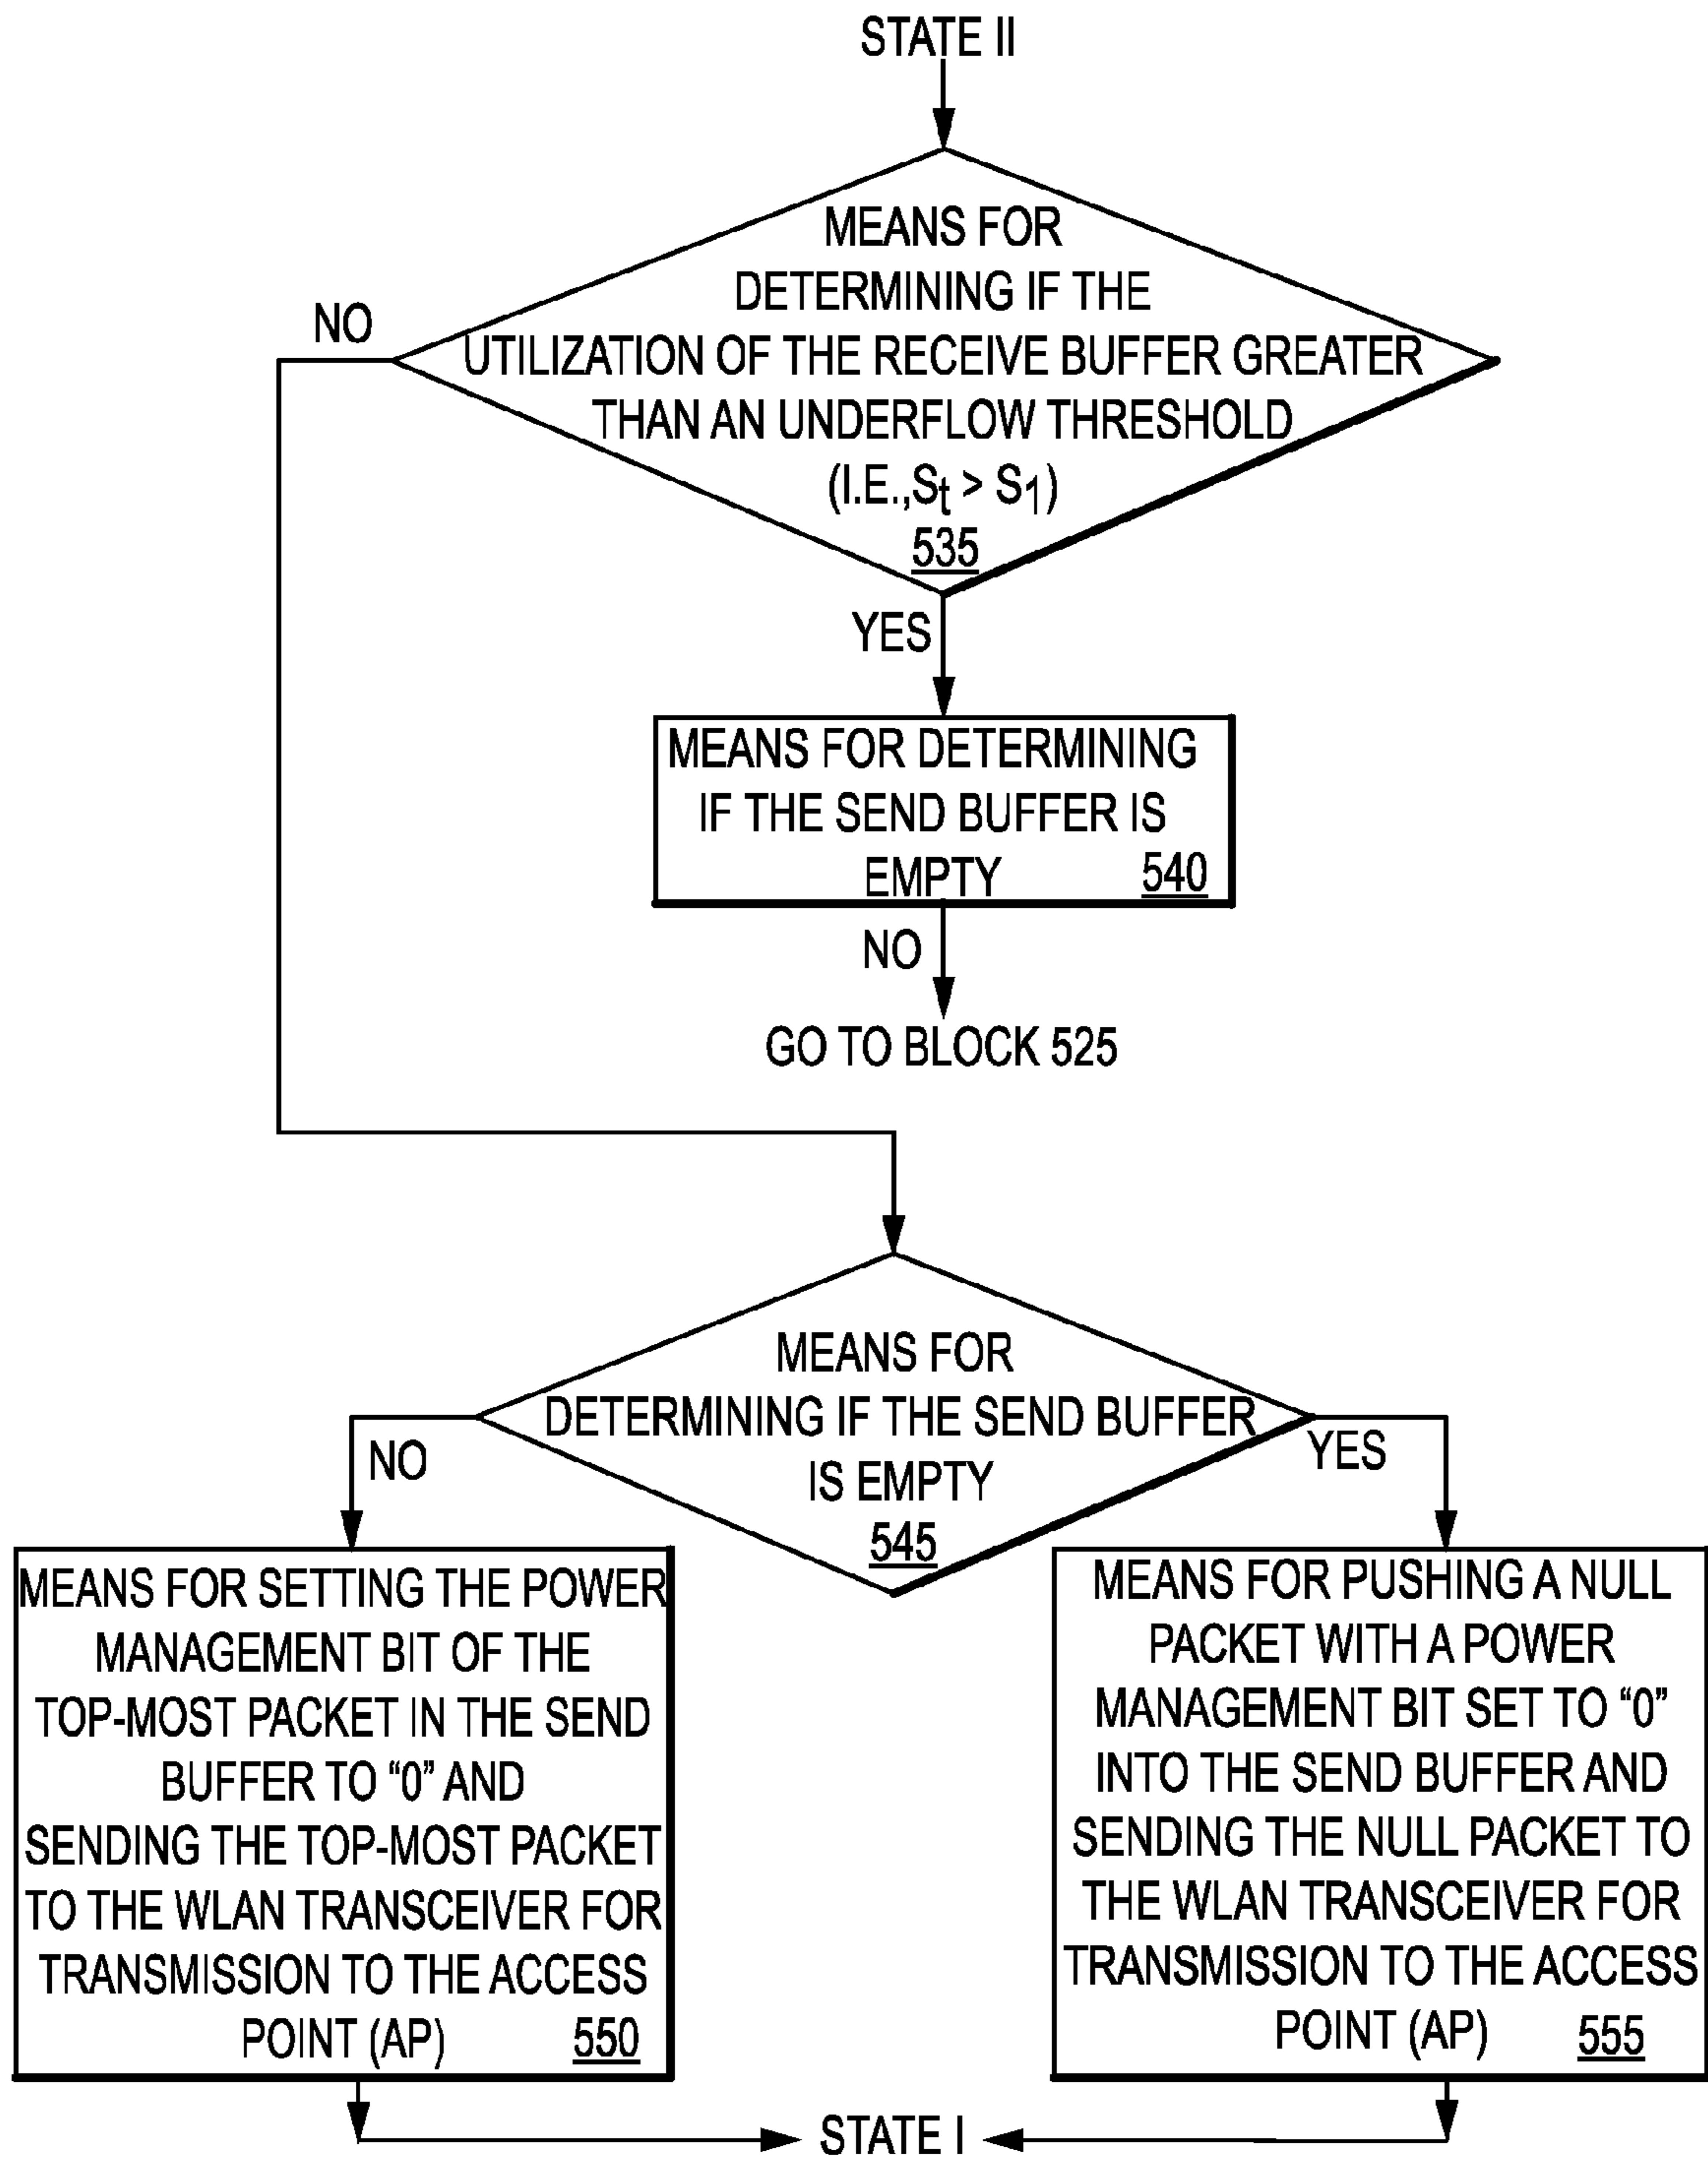 STATE II
MEANS FOR
DETERMINING IF THE
NO
UTILIZATION OF THE RECEIVE BUFFER GREATER
THAN AN UNDERFLOW THRESHOLD
(I.E.,St > S1)
535
YES
MEANS FOR DETERMINING
IF THE SEND BUFFER IS
EMPTY 540
NO
GO TO BLOCK 525
MEANS FOR
DETERMINING IF THE SEND BUFFER
IS EMPTY
545
NO
YES
MEANS FOR SETTING THE POWER
MANAGEMENT BIT OF THE
TOP-MOST PACKET IN THE SEND
BUFFER TO “0” AND
SENDING THE TOP-MOST PACKET
TO THE WLAN TRANSCEIVER FOR
TRANSMISSION TO THE ACCESS
POINT (AP) 550
MEANS FOR PUSHING A NULL
PACKET WITH A POWER
MANAGEMENT BIT SET TO “0”
INTO THE SEND BUFFER AND
SENDING THE NULL PACKET TO
THE WLAN TRANSCEIVER FOR
TRANSMISSION TO THE ACCESS
POINT (AP) 555
STATE I